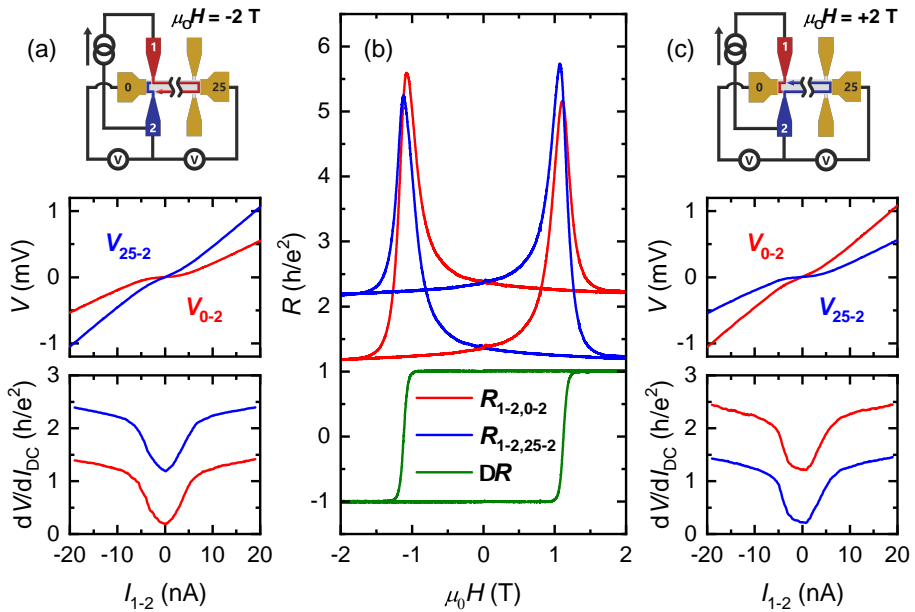 (a)
μ₀H = -2 T
1
0
25
2
V
V
1
0
-1
V (mV)
V25-2
V0-2
3
2
1
0
dV/dIDC (h/e²)
-20 -10 0 10 20
I1-2 (nA)
(b)
6
5
4
3
2
1
0
-1
R (h/e²)
R1-2,0-2
R1-2,25-2
DR
-2 -1 0 1 2
μ₀H (T)
(c)
μ₀H = +2 T
1
0
25
2
V
V
1
0
-1
V (mV)
V0-2
V25-2
3
2
1
0
dV/dIDC (h/e²)
-20 -10 0 10 20
I1-2 (nA)